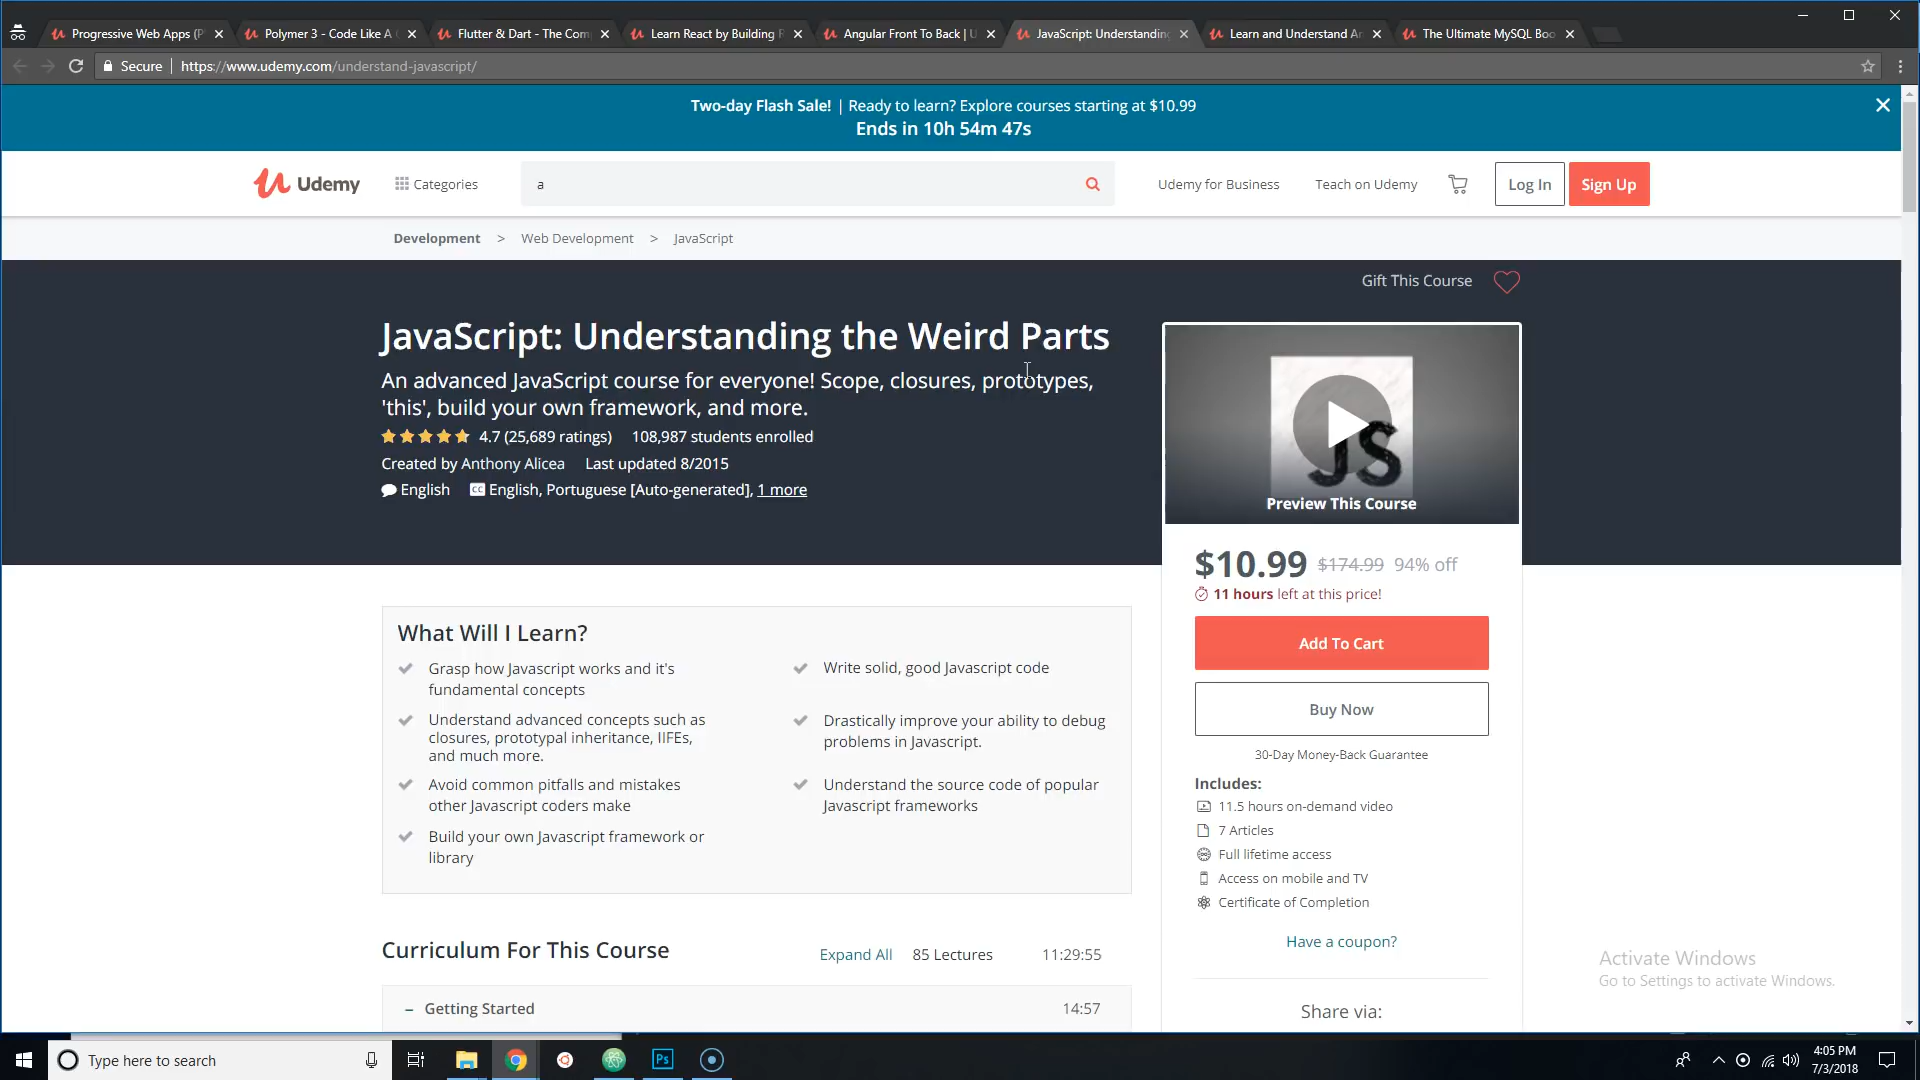 Progressive Web Apps (P
Polymer 3 - Code Like A
Flutter & Dart - The Com
Learn React by Building
Angular Front To Back | U
JavaScript: Understanding
Learn and Understand A
The Ultimate MySQL Boo
Secure
https://www.udemy.com/understand-javascript/
Two-day Flash Sale! | Ready to learn? Explore courses starting at $10.99
Ends in 10h 54m 47s
Udemy
Categories
a
Udemy for Business
Teach on Udemy
Log In
Sign Up
Development > Web Development > JavaScript
Gift This Course
JavaScript: Understanding the Weird Parts
An advanced JavaScript course for everyone! Scope, closures, prototypes,
'this', build your own framework, and more.
4.7 (25,689 ratings) 108,987 students enrolled
Created by Anthony Alicea Last updated 8/2015
English CC English, Portuguese [Auto-generated], 1 more
JS
Preview This Course
$10.99 $174.99 94% off
11 hours left at this price!
Add To Cart
Buy Now
30-Day Money-Back Guarantee
Includes:
11.5 hours on-demand video
7 Articles
Full lifetime access
Access on mobile and TV
Certificate of Completion
Have a coupon?
Share via:
What Will I Learn?
Grasp how Javascript works and it's
fundamental concepts
Understand advanced concepts such as
closures, prototypal inheritance, IIFEs,
and much more.
Avoid common pitfalls and mistakes
other Javascript coders make
Build your own Javascript framework or
library
Write solid, good Javascript code
Drastically improve your ability to debug
problems in Javascript.
Understand the source code of popular
Javascript frameworks
Curriculum For This Course
Expand All 85 Lectures 11:29:55
– Getting Started 14:57
Activate Windows
Go to Settings to activate Windows.
Type here to search
Ps
4:05 PM
7/3/2018